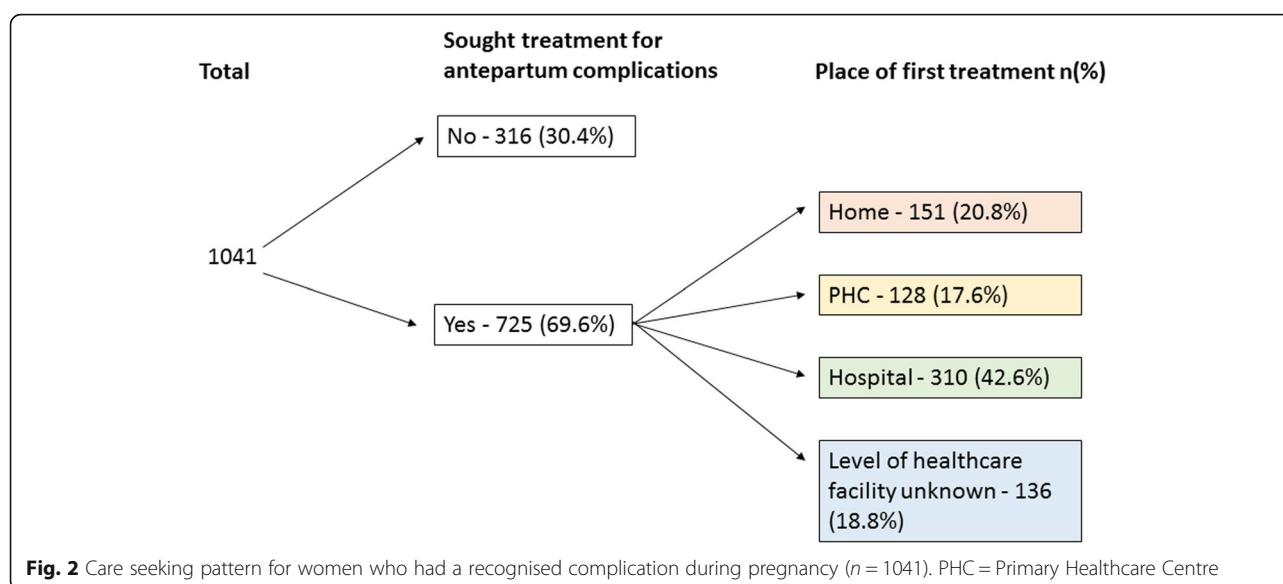 Total
Sought treatment for
antepartum complications
Place of first treatment n(%)
No - 316 (30.4%)
1041
Yes - 725 (69.6%)
Home - 151 (20.8%)
PHC - 128 (17.6%)
Hospital - 310 (42.6%)
Level of healthcare
facility unknown - 136
(18.8%)
Fig. 2 Care seeking pattern for women who had a recognised complication during pregnancy (n = 1041). PHC = Primary Healthcare Centre